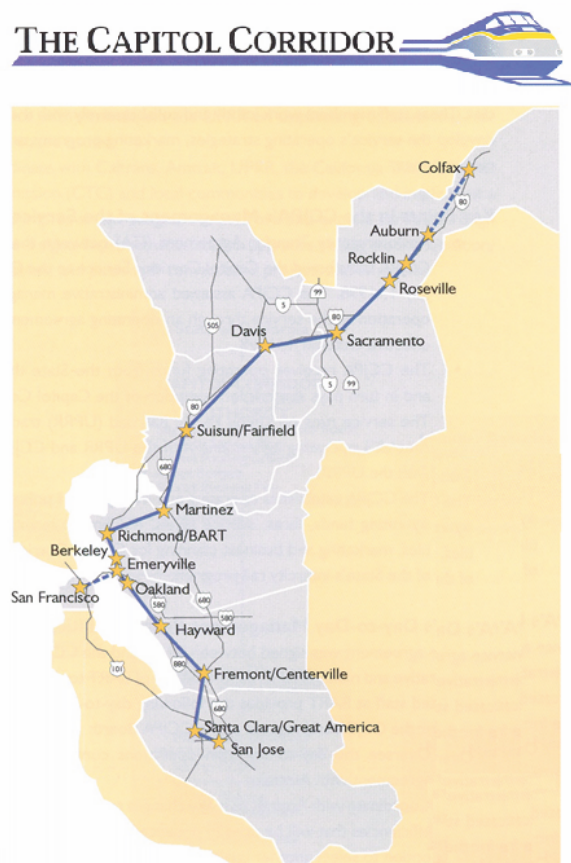 THE CAPITOL CORRIDOR
Colfax
80
Auburn
Rocklin
Roseville
99
5
80
505
Davis
Sacramento
5
99
80
Suisun/Fairfield
680
Martinez
Richmond/BART
Berkeley
Emeryville
San Francisco
Oakland
580
680
580
Hayward
101
880
Fremont/Centerville
680
Santa Clara/Great America
San Jose